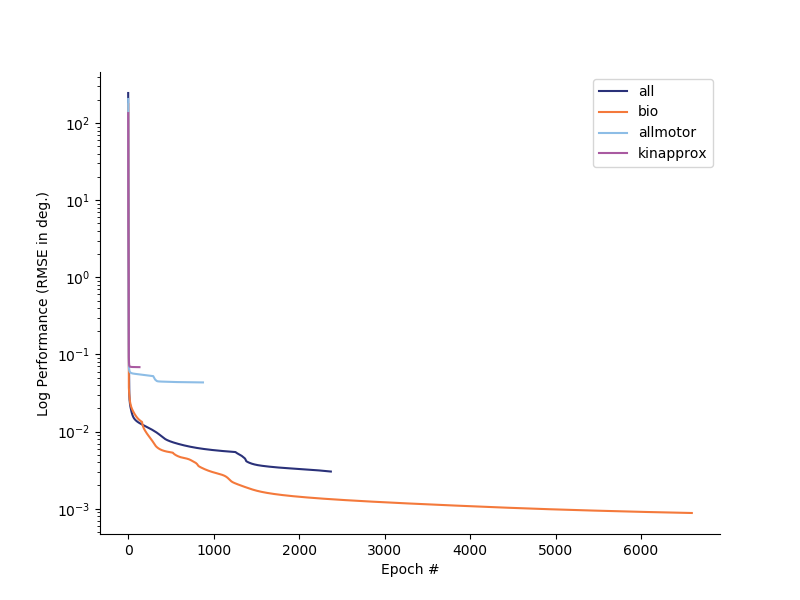 all
bio
allmotor
kinapprox
10²
10¹
10⁰
10⁻¹
10⁻²
10⁻³
Log Performance (RMSE in deg.)
0 1000 2000 3000 4000 5000 6000
Epoch #